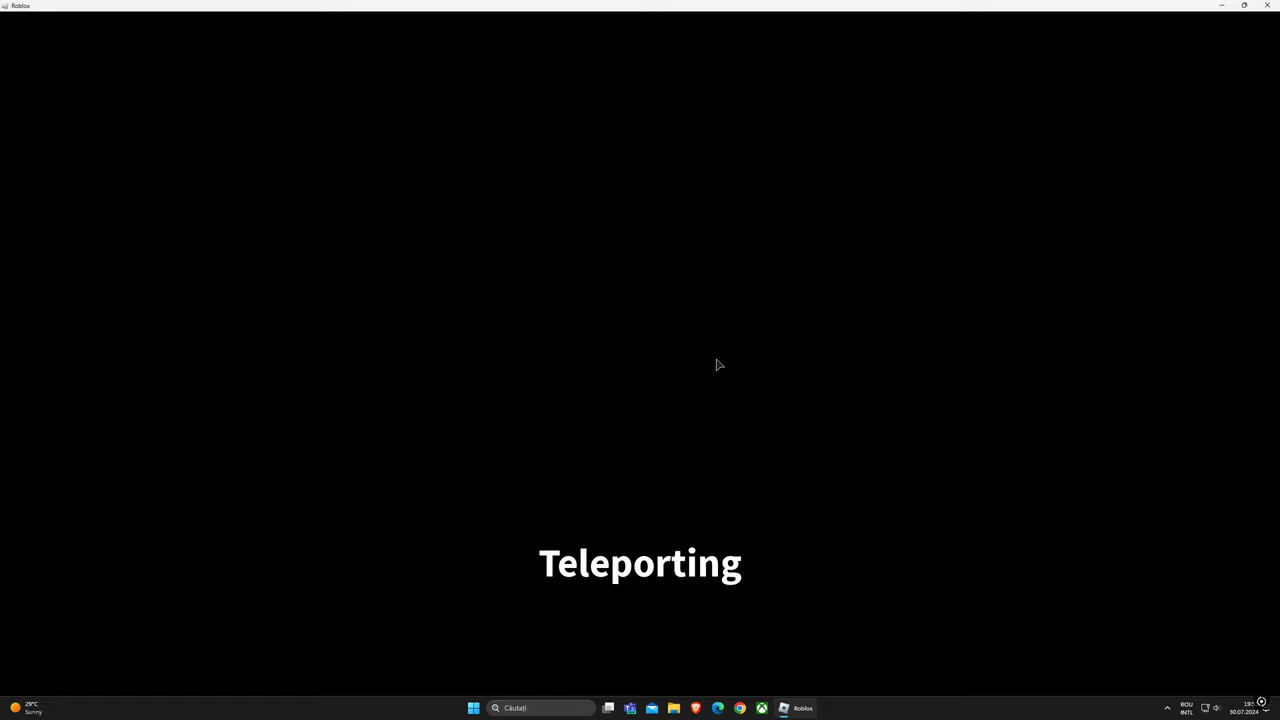 Roblox
Teleporting
29°C
Sunny
Căutați
Roblox
ROU
INTL
30.07.2024